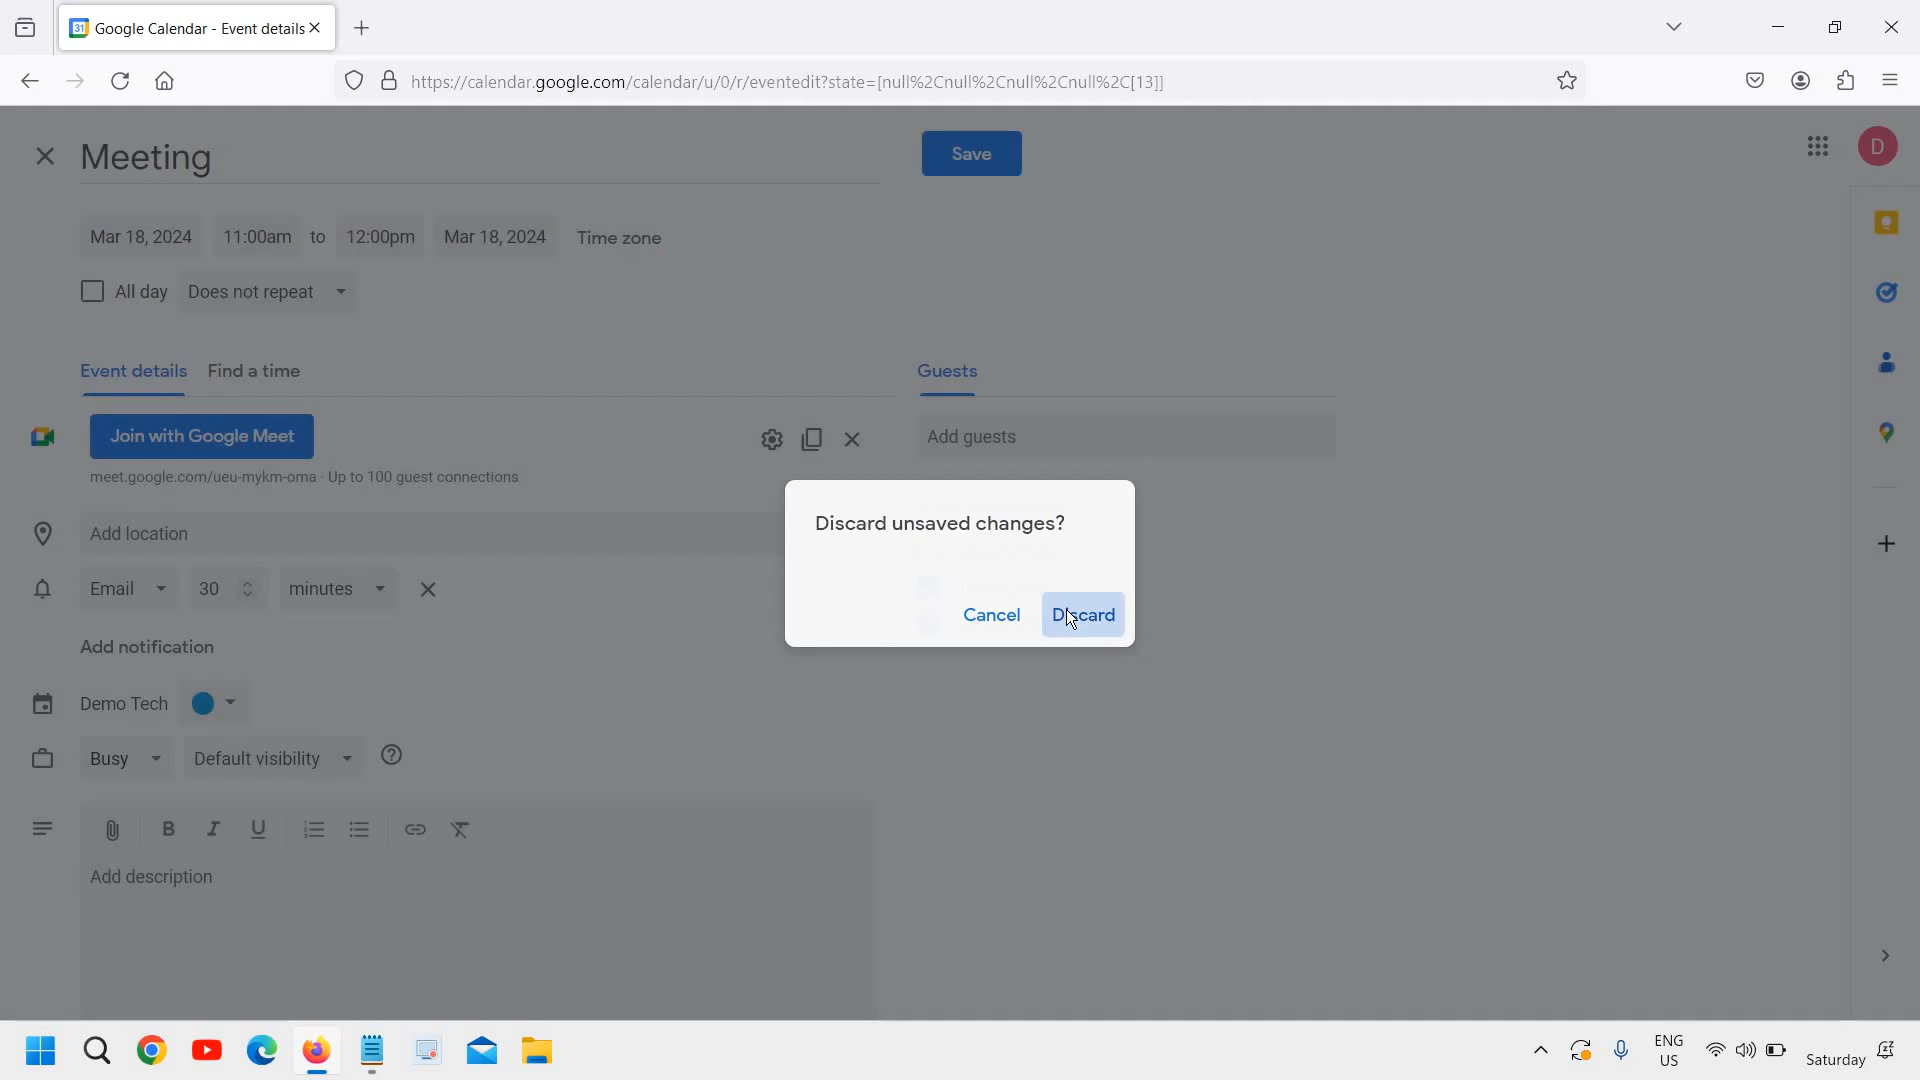 Google Calendar - Event details
https://calendar.google.com/calendar/u/0/r/eventedit?state=[null%2Cnull%2Cnull%2Cnull%2C[13]]
Meeting
Save
D
Mar 18, 2024 11:00am to 12:00pm Mar 18, 2024 Time zone
All day Does not repeat
Event details Find a time
Guests
Join with Google Meet
Add guests
meet.google.com/ueu-mykm-oma · Up to 100 guest connections
Discard unsaved changes?
Add location
Email 30 minutes
Cancel Discard
Add notification
Demo Tech
Busy Default visibility
B I U
Add description
ENG
US
Saturday